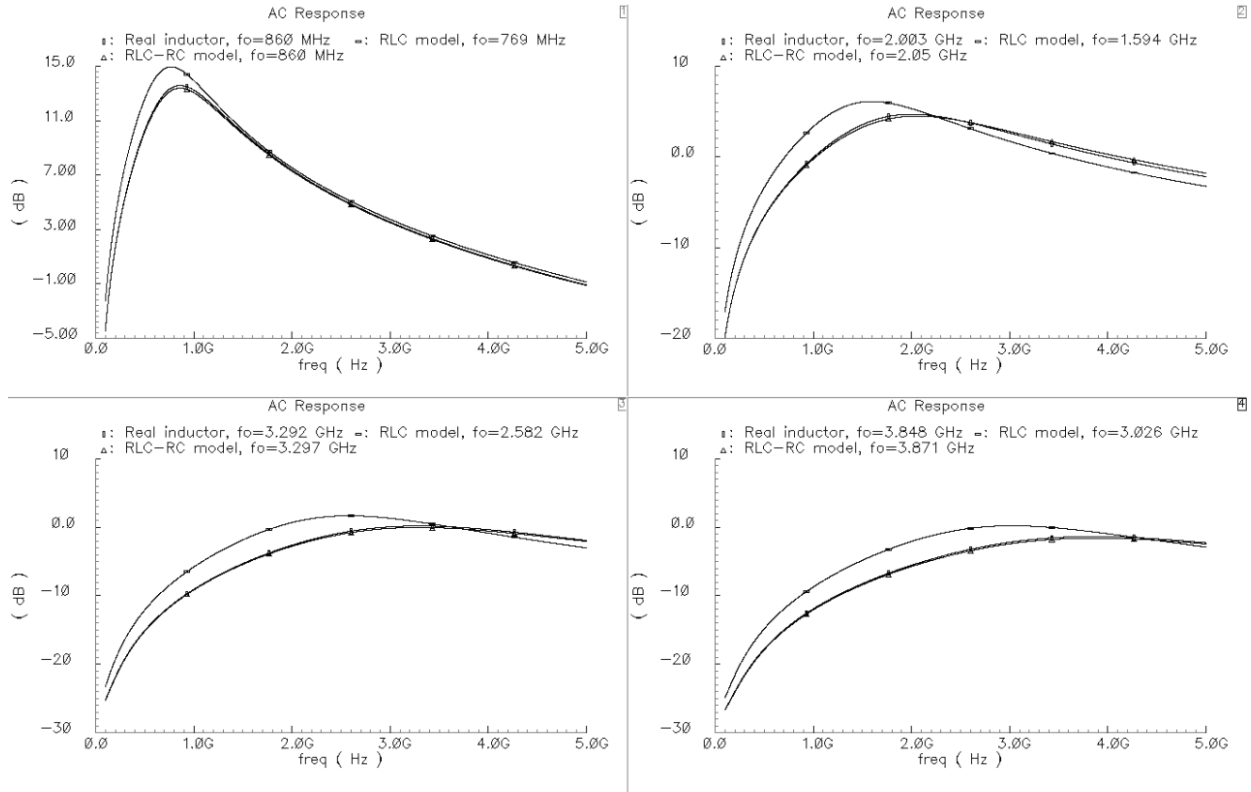 AC Response
1
▯: Real inductor, fo=860 MHz -: RLC model, fo=769 MHz
△: RLC-RC model, fo=860 MHz
15.0
11.0
7.00
3.00
-1.00
-5.00
( dB )
0.0 1.0G 2.0G 3.0G 4.0G 5.0G
freq ( Hz )
AC Response
2
▯: Real inductor, fo=2.003 GHz -: RLC model, fo=1.594 GHz
△: RLC-RC model, fo=2.05 GHz
10
0.0
-10
-20
( dB )
0.0 1.0G 2.0G 3.0G 4.0G 5.0G
freq ( Hz )
AC Response
3
▯: Real inductor, fo=3.292 GHz -: RLC model, fo=2.582 GHz
△: RLC-RC model, fo=3.297 GHz
10
0.0
-10
-20
-30
( dB )
0.0 1.0G 2.0G 3.0G 4.0G 5.0G
freq ( Hz )
AC Response
4
▯: Real inductor, fo=3.848 GHz -: RLC model, fo=3.026 GHz
△: RLC-RC model, fo=3.871 GHz
10
0.0
-10
-20
-30
( dB )
0.0 1.0G 2.0G 3.0G 4.0G 5.0G
freq ( Hz )